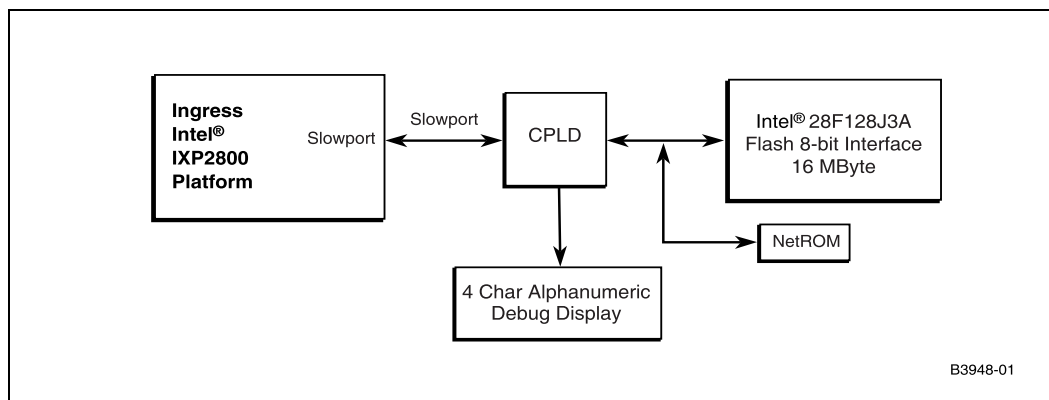 Ingress
Intel®
IXP2800
Platform
Slowport
Slowport
CPLD
Intel® 28F128J3A
Flash 8-bit Interface
16 MByte
NetROM
4 Char Alphanumeric
Debug Display
B3948-01